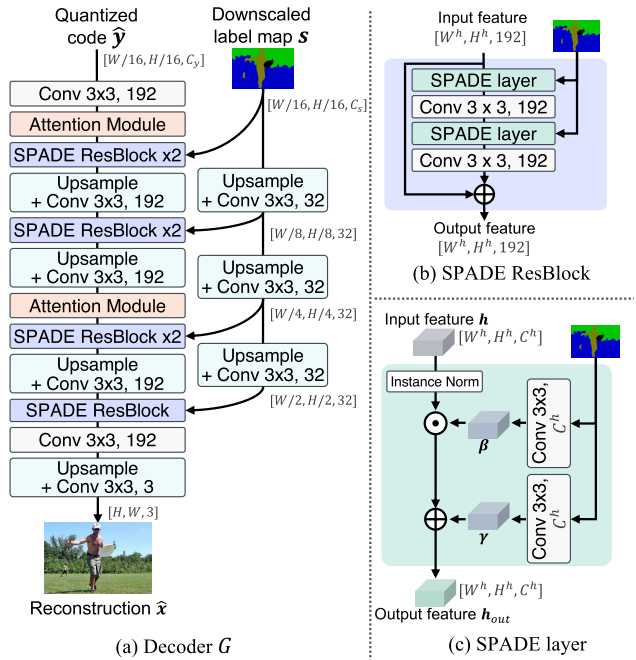 Quantized
code ŷ
[W/16, H/16, C_y]
Conv 3x3, 192
Attention Module
SPADE ResBlock x2
Upsample
+ Conv 3x3, 192
SPADE ResBlock x2
Upsample
+ Conv 3x3, 192
Attention Module
SPADE ResBlock x2
Upsample
+ Conv 3x3, 192
SPADE ResBlock
Conv 3x3, 192
Upsample
+ Conv 3x3, 3
[H, W, 3]
Reconstruction x̂
Downscaled
label map s
[W/16, H/16, C_s]
Upsample
+ Conv 3x3, 32
[W/8, H/8, 32]
Upsample
+ Conv 3x3, 32
[W/4, H/4, 32]
Upsample
+ Conv 3x3, 32
[W/2, H/2, 32]
(a) Decoder G
Input feature
[W^h, H^h, 192]
SPADE layer
Conv 3 x 3, 192
SPADE layer
Conv 3 x 3, 192
Output feature
[W^h, H^h, 192]
(b) SPADE ResBlock
Input feature h
[W^h, H^h, C^h]
Instance Norm
β
Conv 3x3,
C^h
γ
Conv 3x3,
C^h
[W^h, H^h, C^h]
Output feature h_out
(c) SPADE layer